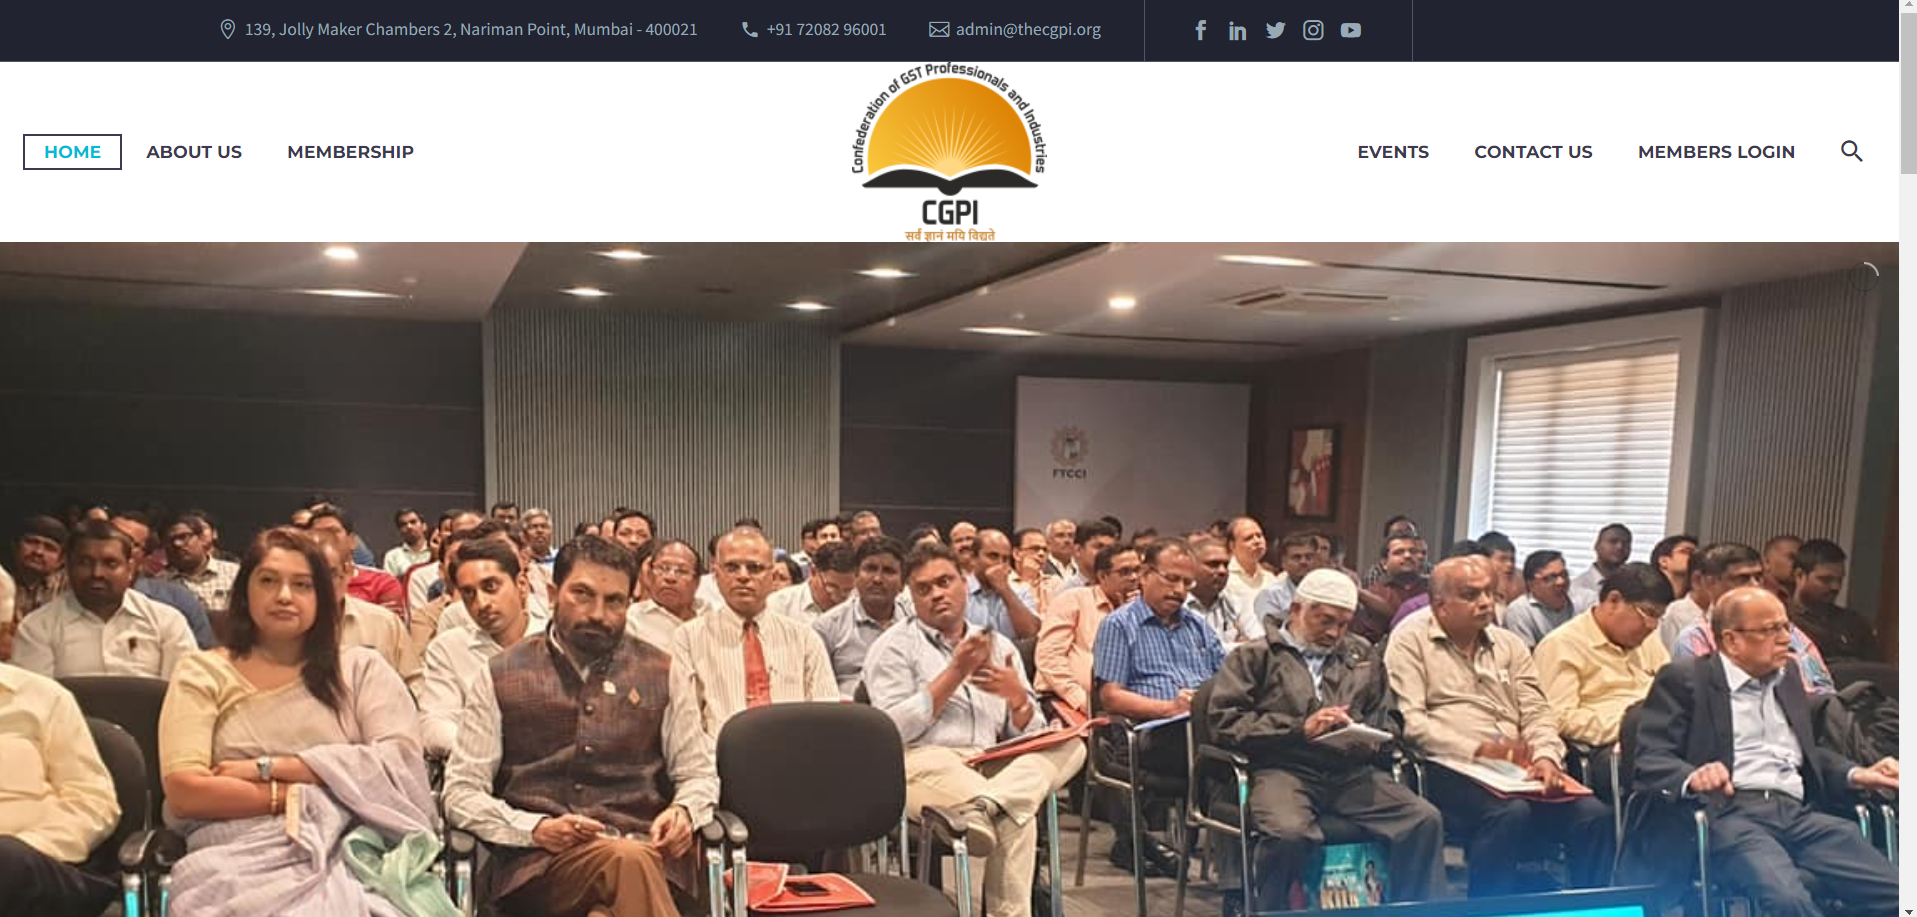 139, Jolly Maker Chambers 2, Nariman Point, Mumbai - 400021
+91 72082 96001
admin@thecgpi.org
HOME
ABOUT US
MEMBERSHIP
Confederation of GST Professionals and Industries
CGPI
सर्वं ज्ञानं मयि विद्यते
EVENTS
CONTACT US
MEMBERS LOGIN
FTCCI